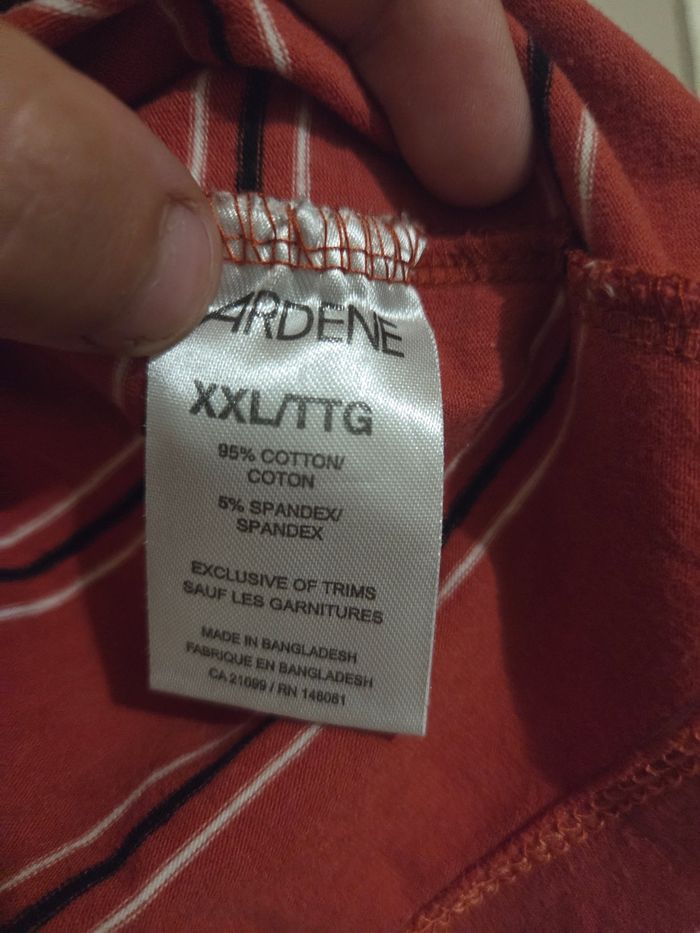 ARDENE
XXL/TTG
95% COTTON/
COTON
5% SPANDEX/
SPANDEX
EXCLUSIVE OF TRIMS
SAUF LES GARNITURES
MADE IN BANGLADESH
FABRIQUE EN BANGLADESH
CA 21699 / RN 148081